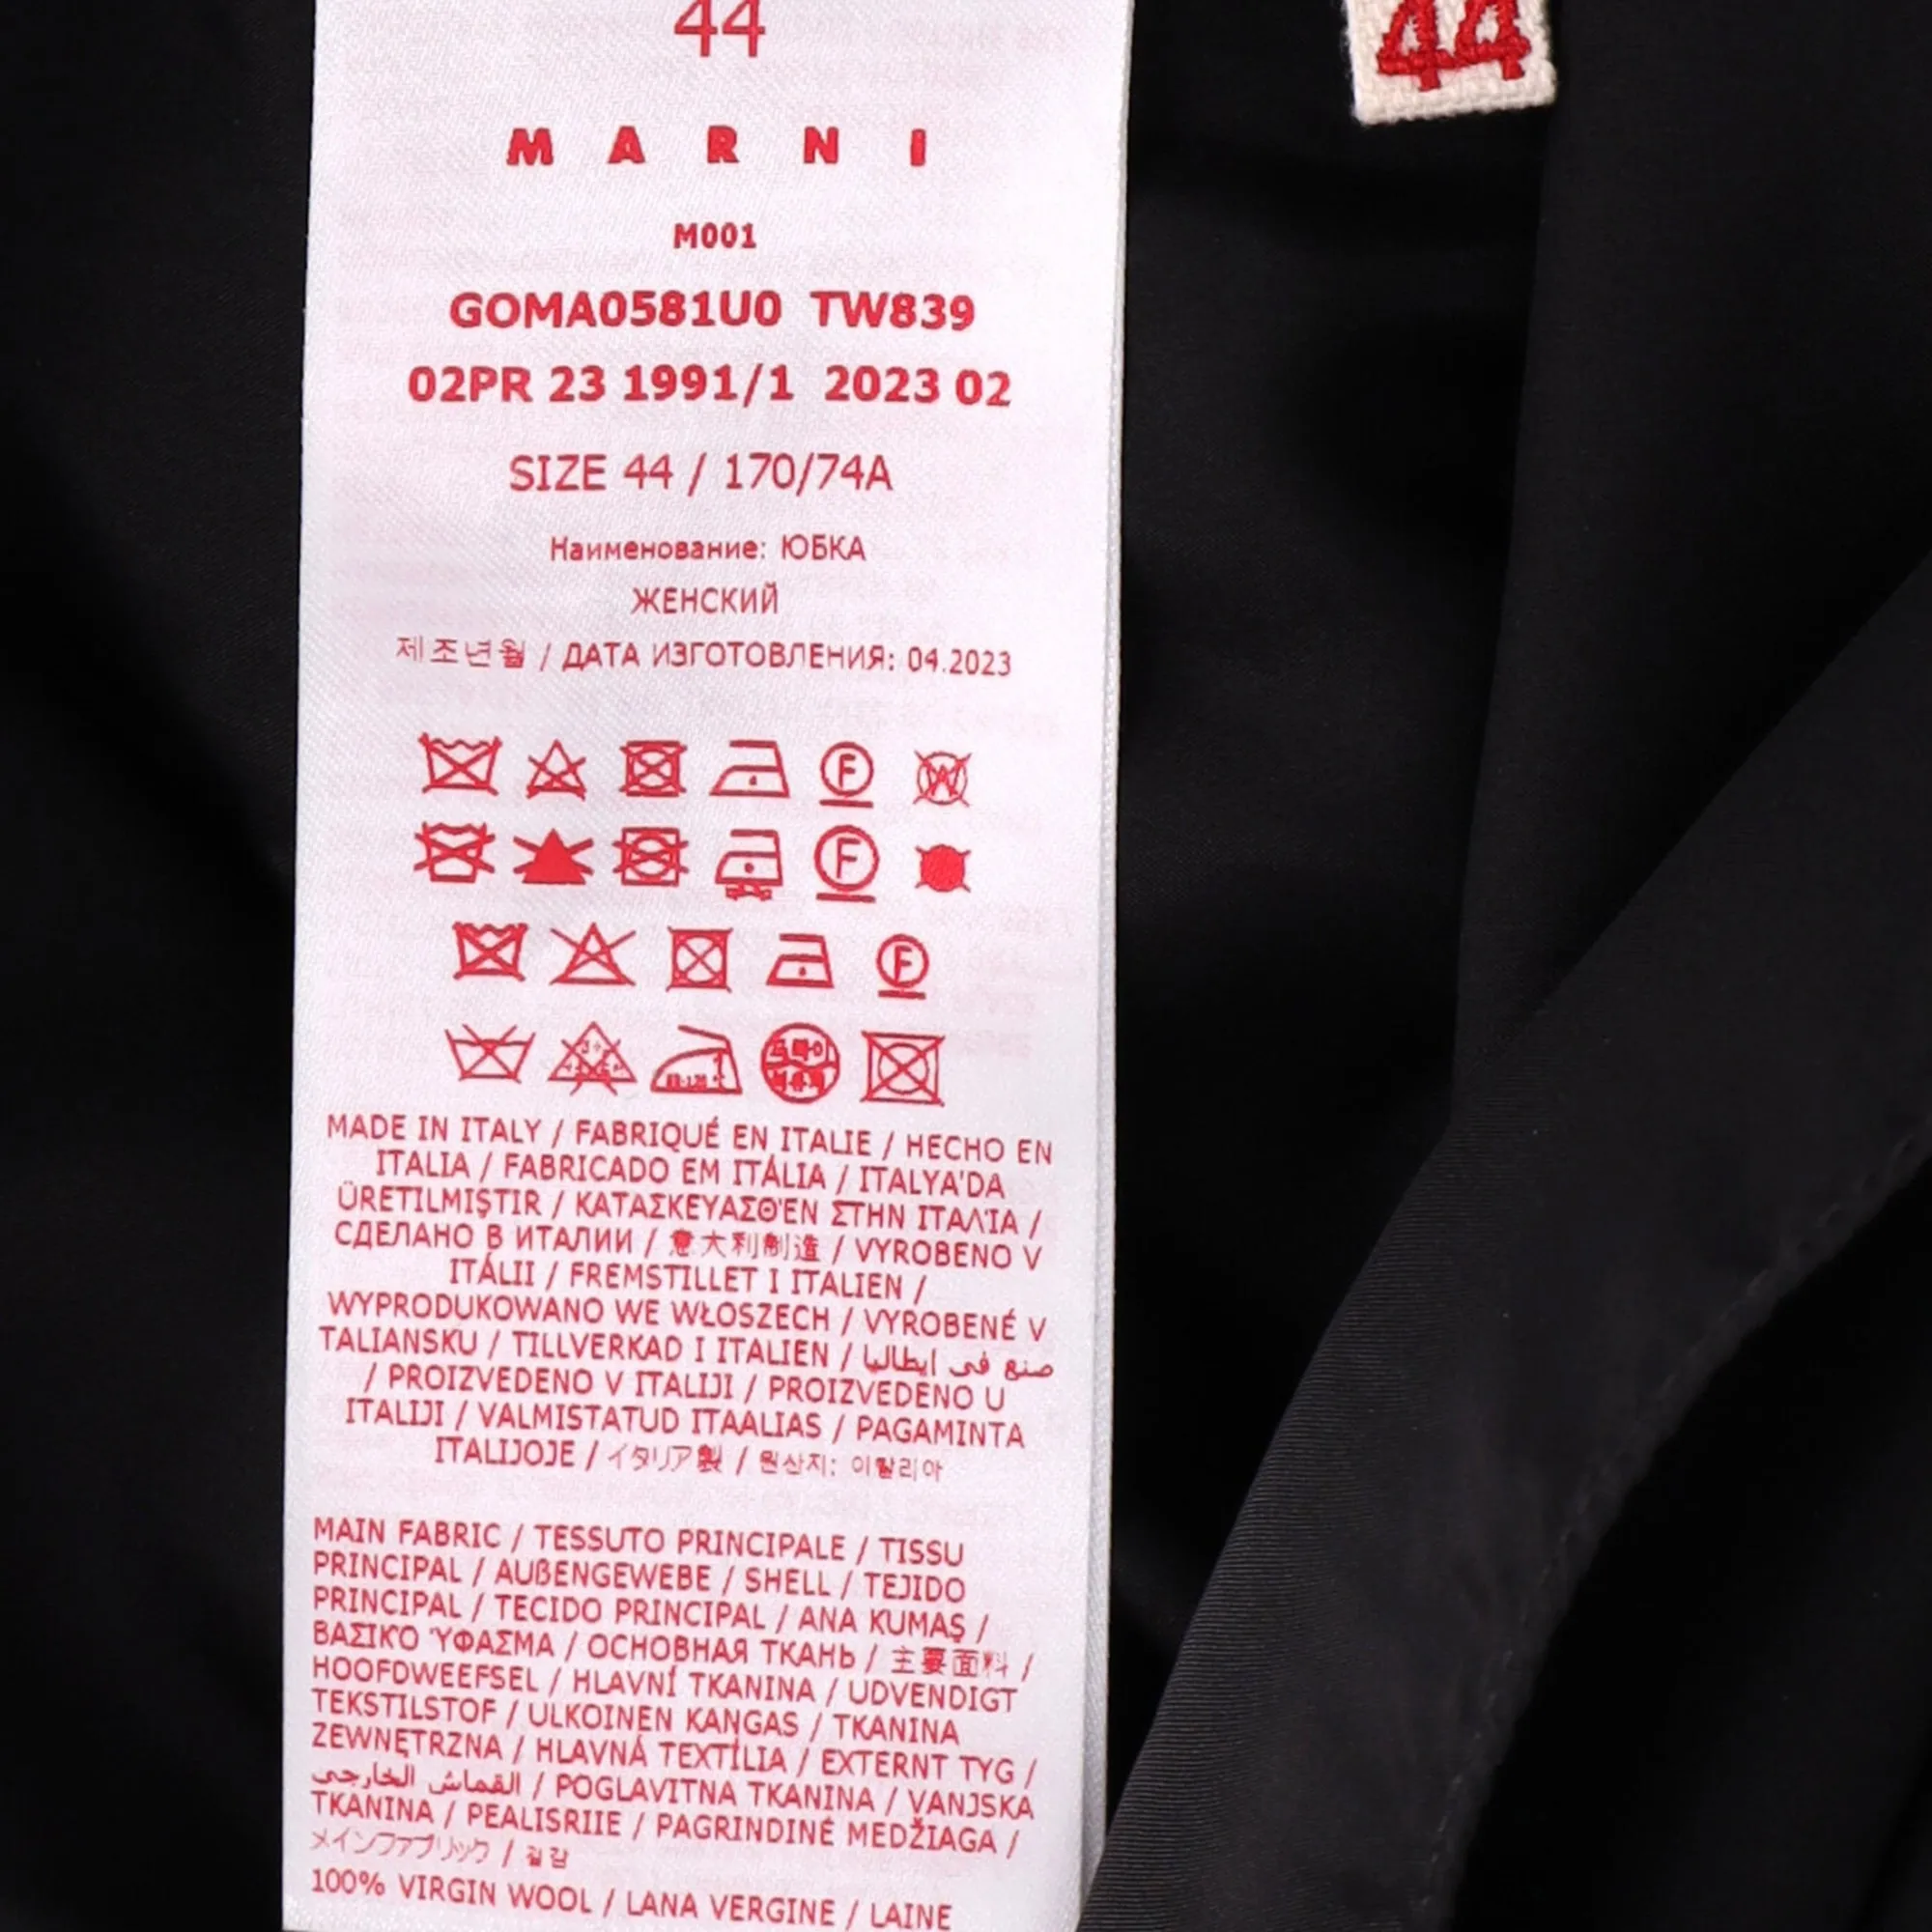 44
44
MARNI
M001
GOMA0581U0 TW839
02PR 23 1991/1 2023 02
SIZE 44 / 170/74A
Наименование: ЮБКА
ЖЕНСКИЙ
제조년월 / ДАТА ИЗГОТОВЛЕНИЯ: 04.2023
F W
F
F
MADE IN ITALY / FABRIQUÉ EN ITALIE / HECHO EN
ITALIA / FABRICADO EM ITÁLIA / ITALYA'DA
ÜRETILMIŞTIR / ΚΑΤΑΣΚΕΥΑΣΘ'ΕΝ ΣΤΗΝ ΙΤΑΛ'ΙΑ /
СДЕЛАНО В ИТАЛИИ / 意大利制造 / VYROBENO V
ITÁLII / FREMSTILLET I ITALIEN /
WYPRODUKOWANO WE WŁOSZECH / VYROBENÉ V
TALIANSKU / TILLVERKAD I ITALIEN / صنع في ايطاليا
/ PROIZVEDENO V ITALIJI / PROIZVEDENO U
ITALIJI / VALMISTATUD ITAALIAS / PAGAMINTA
ITALIJOJE / イタリア製 / 원산지: 이탈리아
MAIN FABRIC / TESSUTO PRINCIPALE / TISSU
PRINCIPAL / AUßENGEWEBE / SHELL / TEJIDO
PRINCIPAL / TECIDO PRINCIPAL / ANA KUMAŞ /
ΒΑΣΙΚ'Ο 'ΥΦΑΣΜΑ / ОСНОВНАЯ ТКАНЬ / 主要面料 /
HOOFDWEEFSEL / HLAVNÍ TKANINA / UDVENDIGT
TEKSTILSTOF / ULKOINEN KANGAS / TKANINA
ZEWNĘTRZNA / HLAVNÁ TEXTÍLIA / EXTERNT TYG /
القماش الخارجي / POGLAVITNA TKANINA / VANJSKA
TKANINA / PEALISRIIE / PAGRINDINĖ MEDŽIAGA /
メインファブリック / 겉감
100% VIRGIN WOOL / LANA VERGINE / LAINE